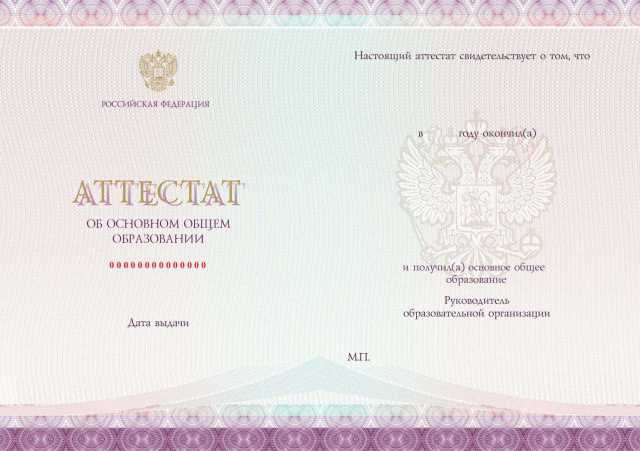 РОССИЙСКАЯ ФЕДЕРАЦИЯ
АТТЕСТАТ
ОБ ОСНОВНОМ ОБЩЕМ
ОБРАЗОВАНИИ
00000000000000
Дата выдачи
Настоящий аттестат свидетельствует о том, что
в году окончил(а)
и получил(а) основное общее
образование
Руководитель
образовательной организации
М.П.